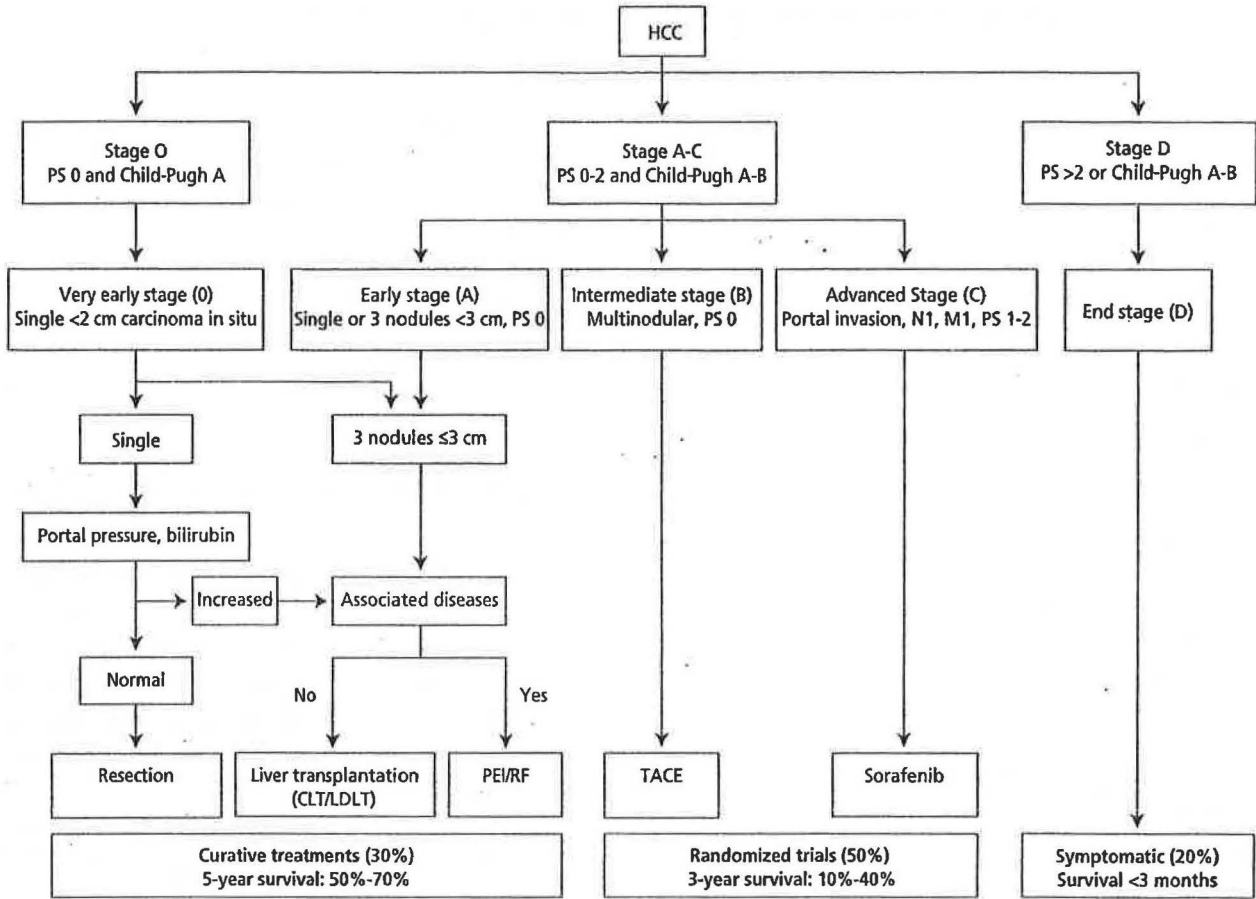 HCC
Stage O
PS 0 and Child-Pugh A
Stage A-C
PS 0-2 and Child-Pugh A-B
Stage D
PS >2 or Child-Pugh A-B
Very early stage (0)
Single <2 cm carcinoma in situ
Early stage (A)
Single or 3 nodules <3 cm, PS 0
Intermediate stage (B)
Multinodular, PS 0
Advanced Stage (C)
Portal invasion, N1, M1, PS 1-2
End stage (D)
Single
3 nodules ≤3 cm
Portal pressure, bilirubin
Increased
Associated diseases
Normal
No
Yes
Resection
Liver transplantation
(CLT/LDLT)
PEI/RF
TACE
Sorafenib
Curative treatments (30%)
5-year survival: 50%-70%
Randomized trials (50%)
3-year survival: 10%-40%
Symptomatic (20%)
Survival <3 months